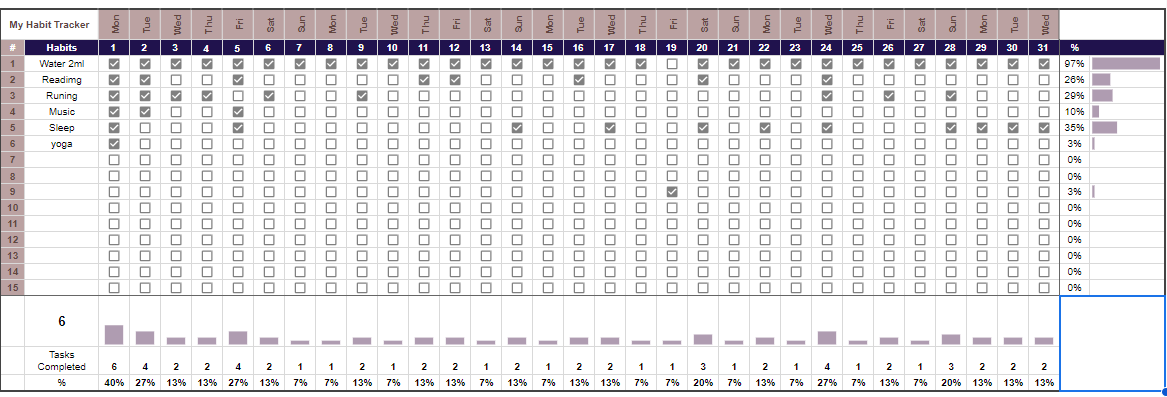 My Habit Tracker Mon Tue Wed Thu Fri Sat Sun Mon Tue Wed Thu Fri Sat Sun Mon Tue Wed Thu Fri Sat Sun Mon Tue Wed Thu Fri Sat Sun Mon Tue Wed
# Habits 1 2 3 4 5 6 7 8 9 10 11 12 13 14 15 16 17 18 19 20 21 22 23 24 25 26 27 28 29 30 31 %
1 Water 2ml 97%
2 Readimg 26%
3 Runing 29%
4 Music 10%
5 Sleep 35%
6 yoga 3%
7 0%
8 0%
9 3%
10 0%
11 0%
12 0%
13 0%
14 0%
15 0%
6
Tasks
Completed 6 4 2 2 4 2 1 1 2 1 2 2 1 2 1 2 2 1 1 3 1 2 1 4 1 2 1 3 2 2 2
% 40% 27% 13% 13% 27% 13% 7% 7% 13% 7% 13% 13% 7% 13% 7% 13% 13% 7% 7% 20% 7% 13% 7% 27% 7% 13% 7% 20% 13% 13% 13%